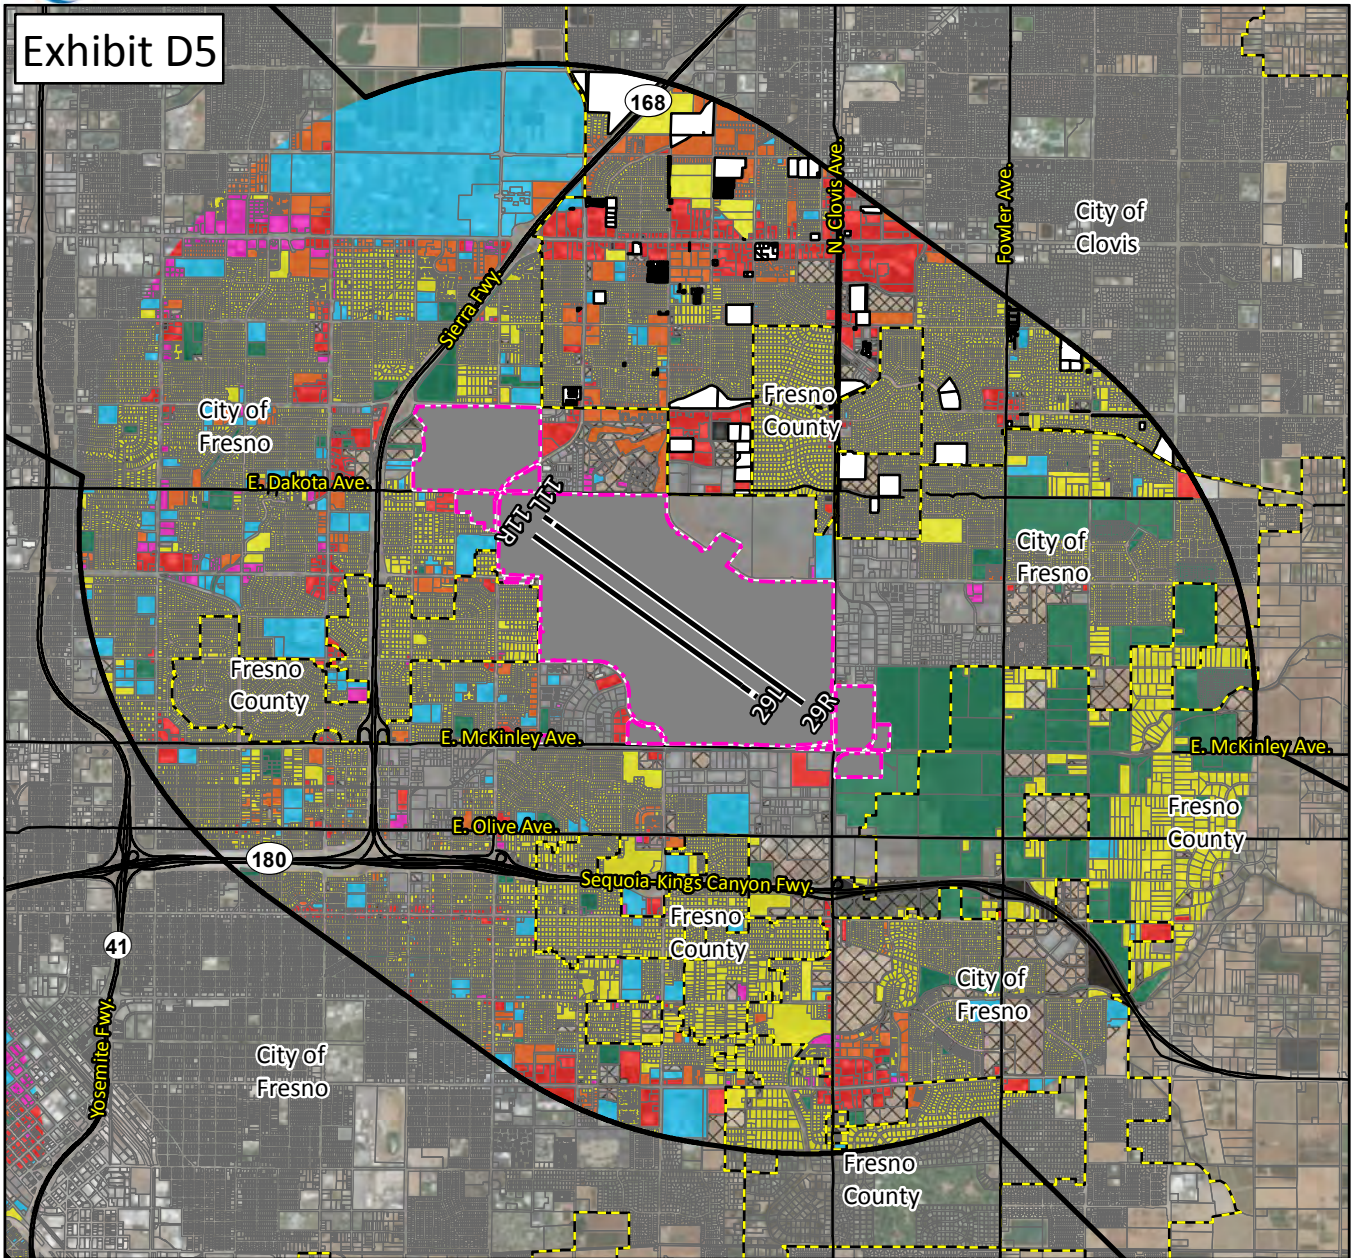 Exhibit D5
168
N. Clovis Ave.
Fowler Ave.
City of
Clovis
Sierra Fwy.
City of
Fresno
Fresno
County
E. Dakota Ave.
11L
11R
City of
Fresno
Fresno
County
29L
29R
E. McKinley Ave.
E. McKinley Ave.
Fresno
County
E. Olive Ave.
180
Sequoia-Kings Canyon Fwy.
Fresno
County
41
City of
Fresno
Yosemite Fwy.
City of
Fresno
Fresno
County